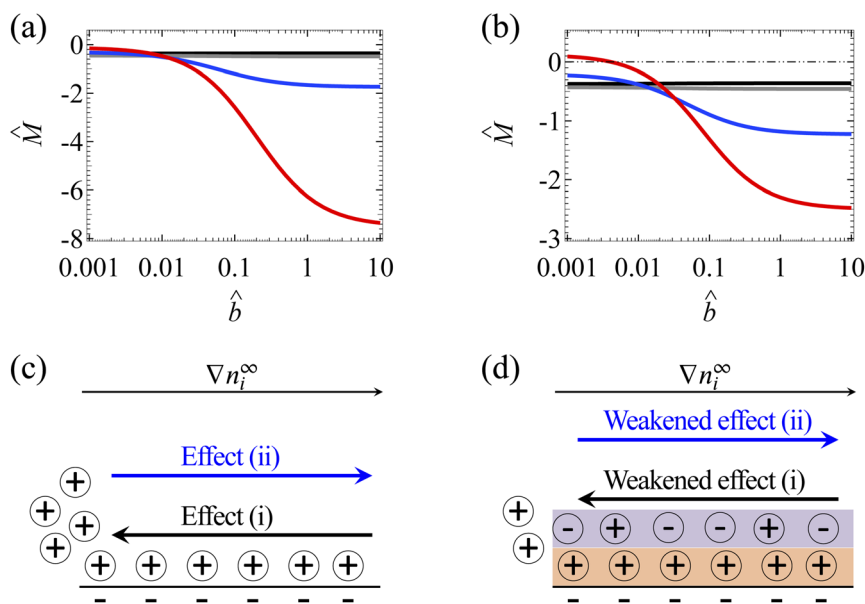 (a)
0
-2
-4
-6
-8
M̂
0.001 0.01 0.1 1 10
b̂
(b)
0
-1
-2
-3
M̂
0.001 0.01 0.1 1 10
b̂
(c)
∇n_i^∞
Effect (ii)
Effect (i)
+ + + + +
+ + + + + +
- - - - - -
(d)
∇n_i^∞
Weakened effect (ii)
Weakened effect (i)
+ +
- + - - + -
+ + + + + +
- - - - - -